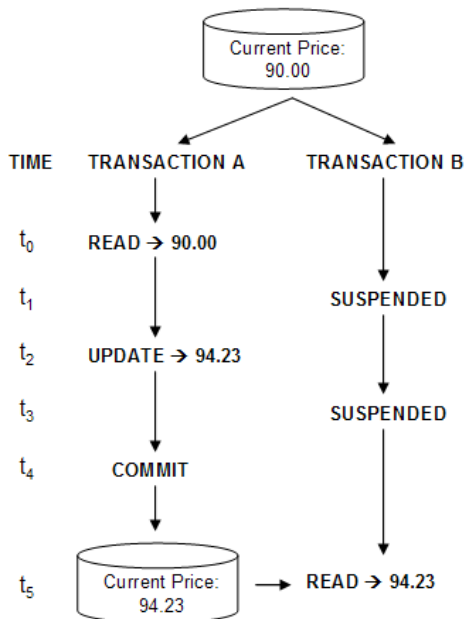 Current Price:
90.00
TIME TRANSACTION A TRANSACTION B
t₀ READ → 90.00
t₁ SUSPENDED
t₂ UPDATE → 94.23
t₃ SUSPENDED
t₄ COMMIT
t₅ Current Price: READ → 94.23
94.23